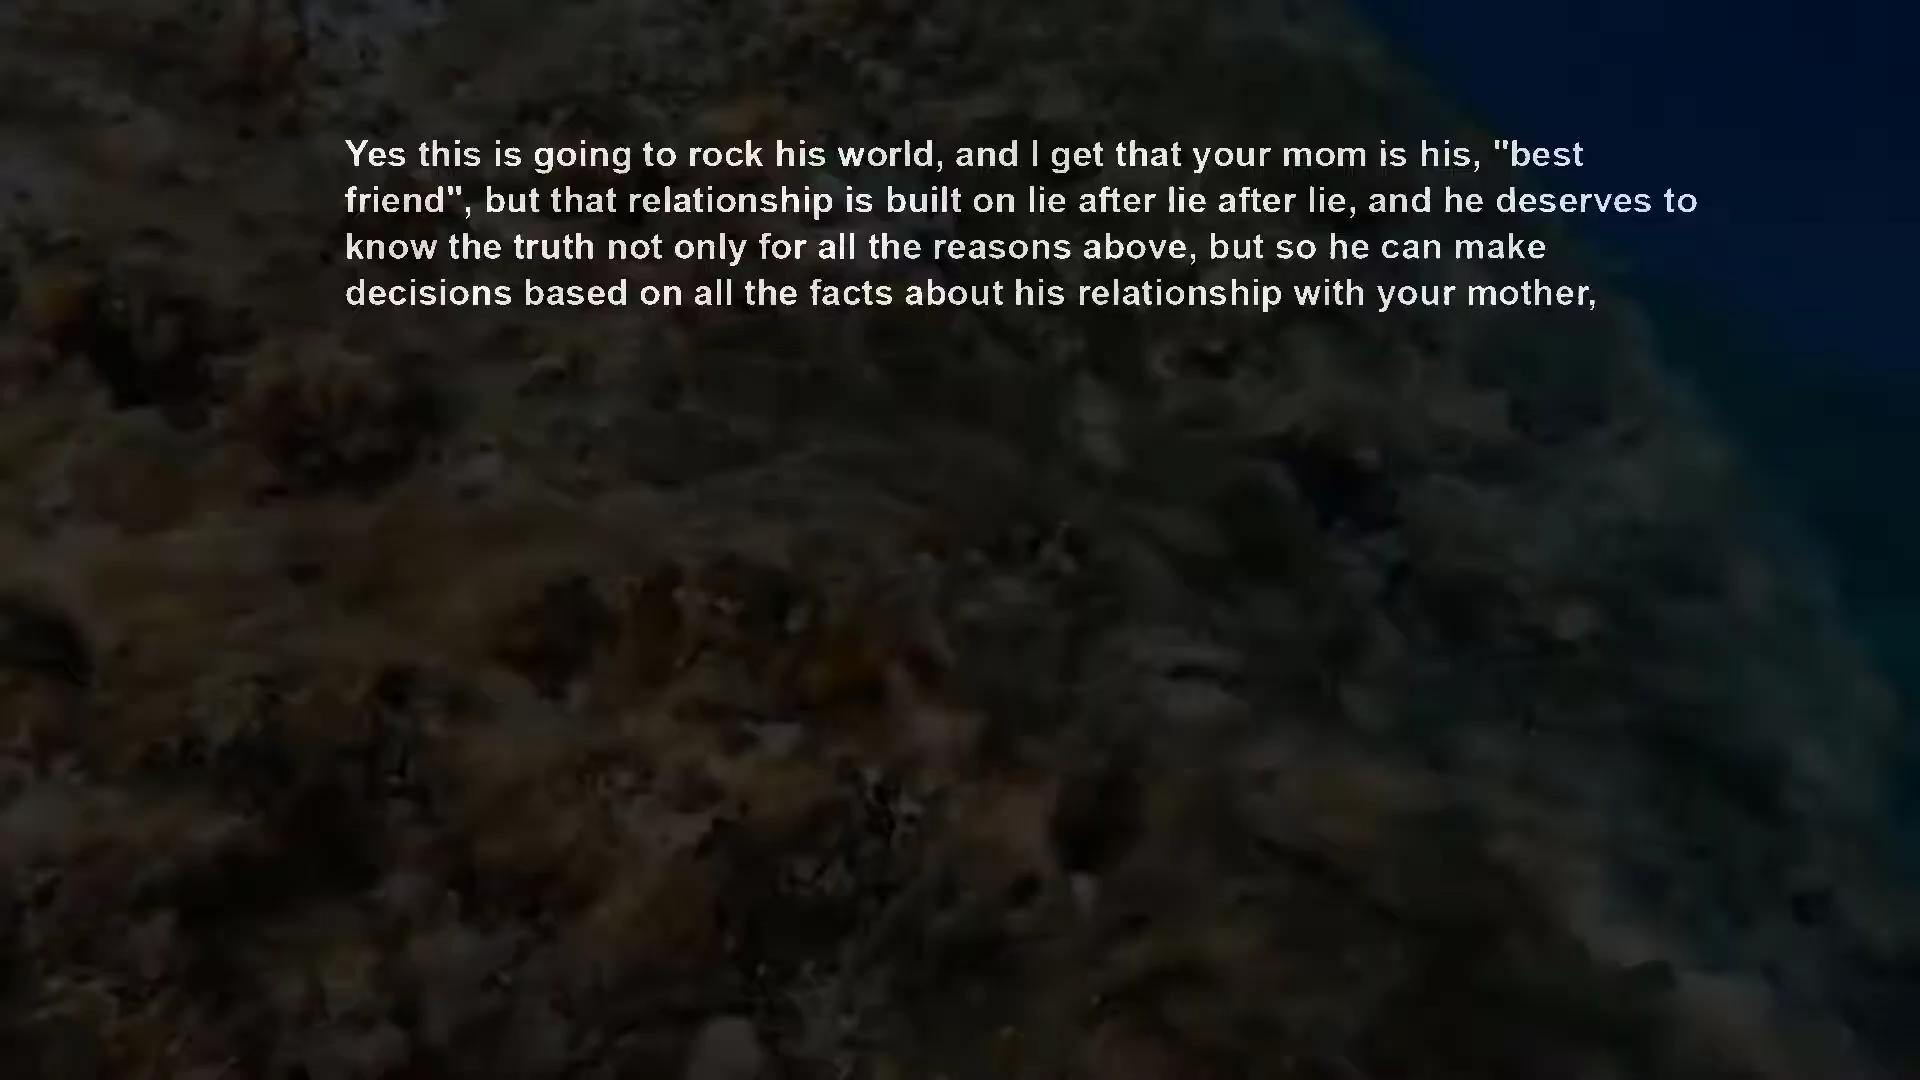 Yes this is going to rock his world, and I get that your mom is his, "best
friend", but that relationship is built on lie after lie after lie, and he deserves to
know the truth not only for all the reasons above, but so he can make
decisions based on all the facts about his relationship with your mother,